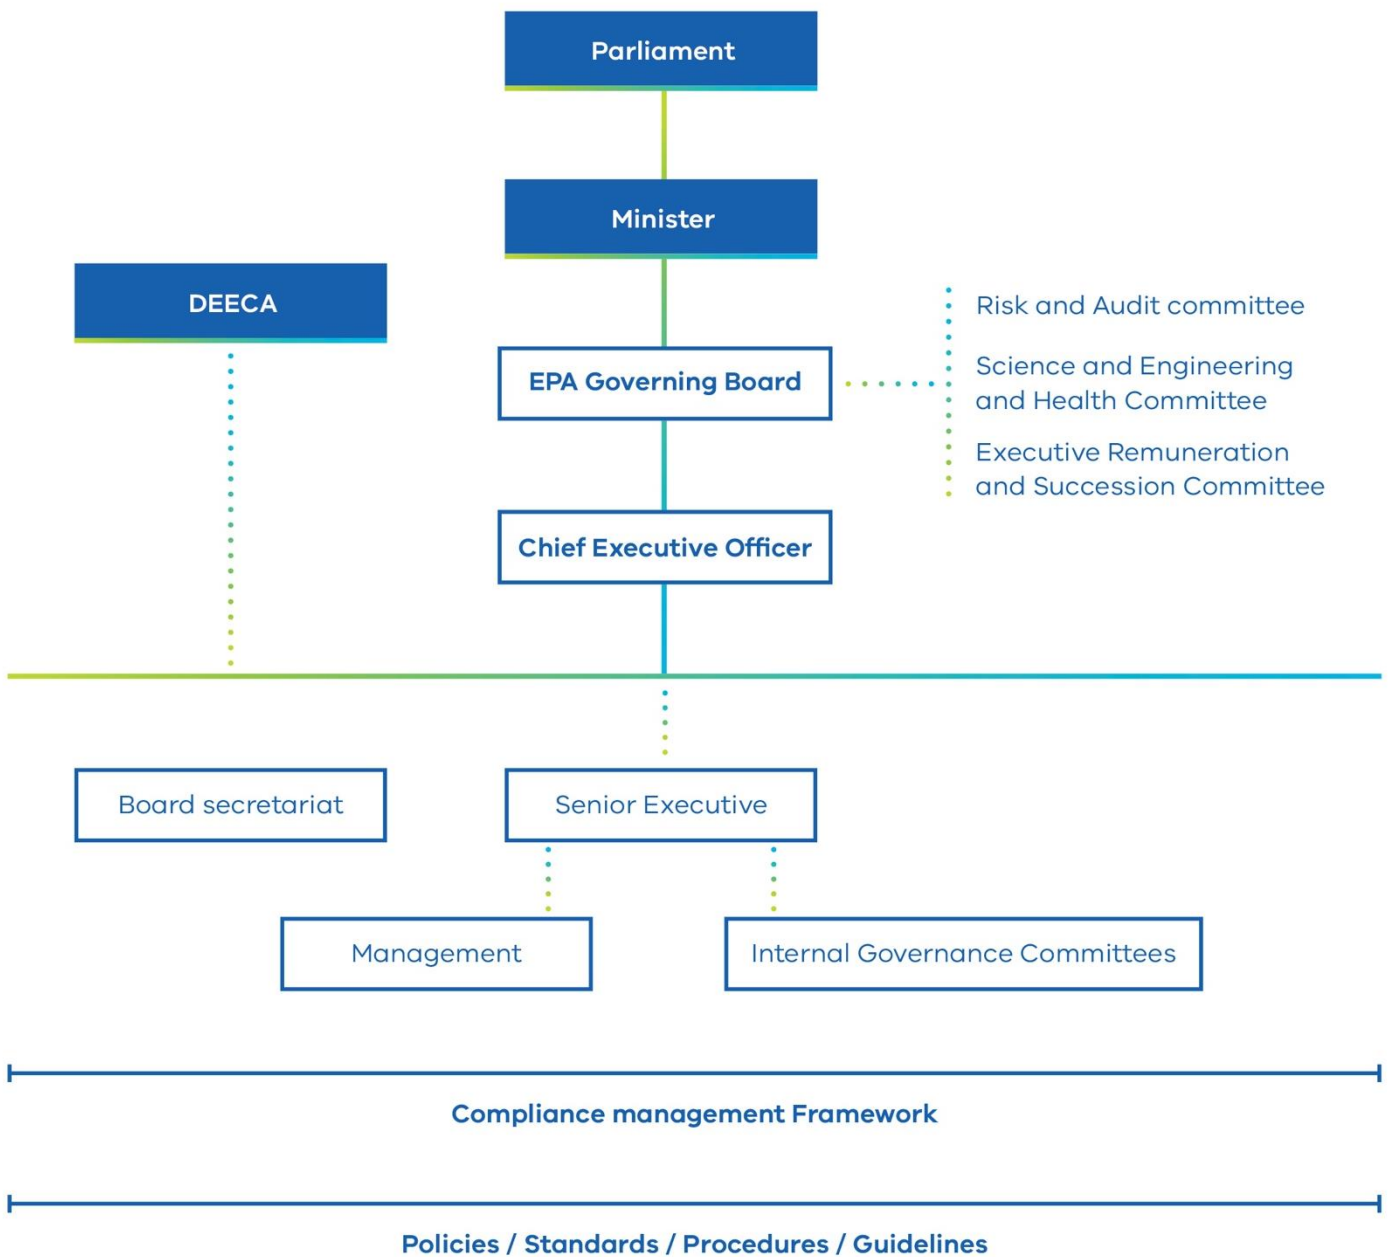 Parliament
Minister
DEECA
EPA Governing Board
Risk and Audit committee
Science and Engineering
and Health Committee
Executive Remuneration
and Succession Committee
Chief Executive Officer
Board secretariat
Senior Executive
Management
Internal Governance Committees
Compliance management Framework
Policies / Standards / Procedures / Guidelines